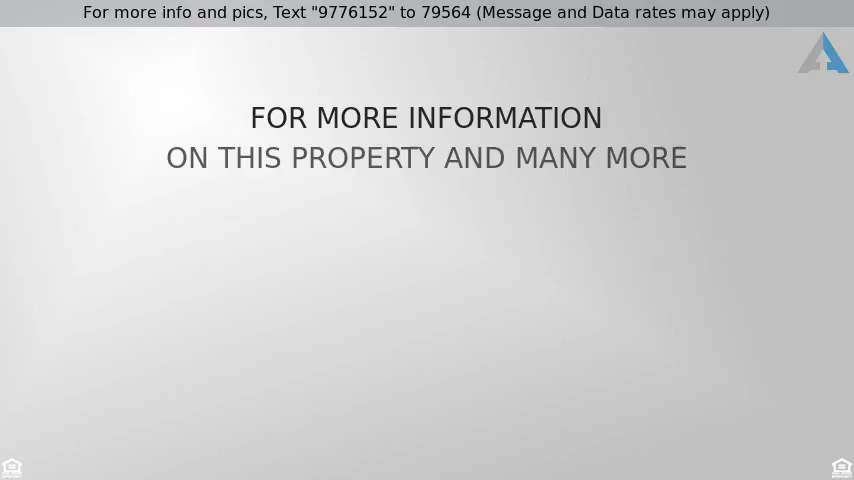 For more info and pics, Text "9776152" to 79564 (Message and Data rates may apply)
FOR MORE INFORMATION
ON THIS PROPERTY AND MANY MORE